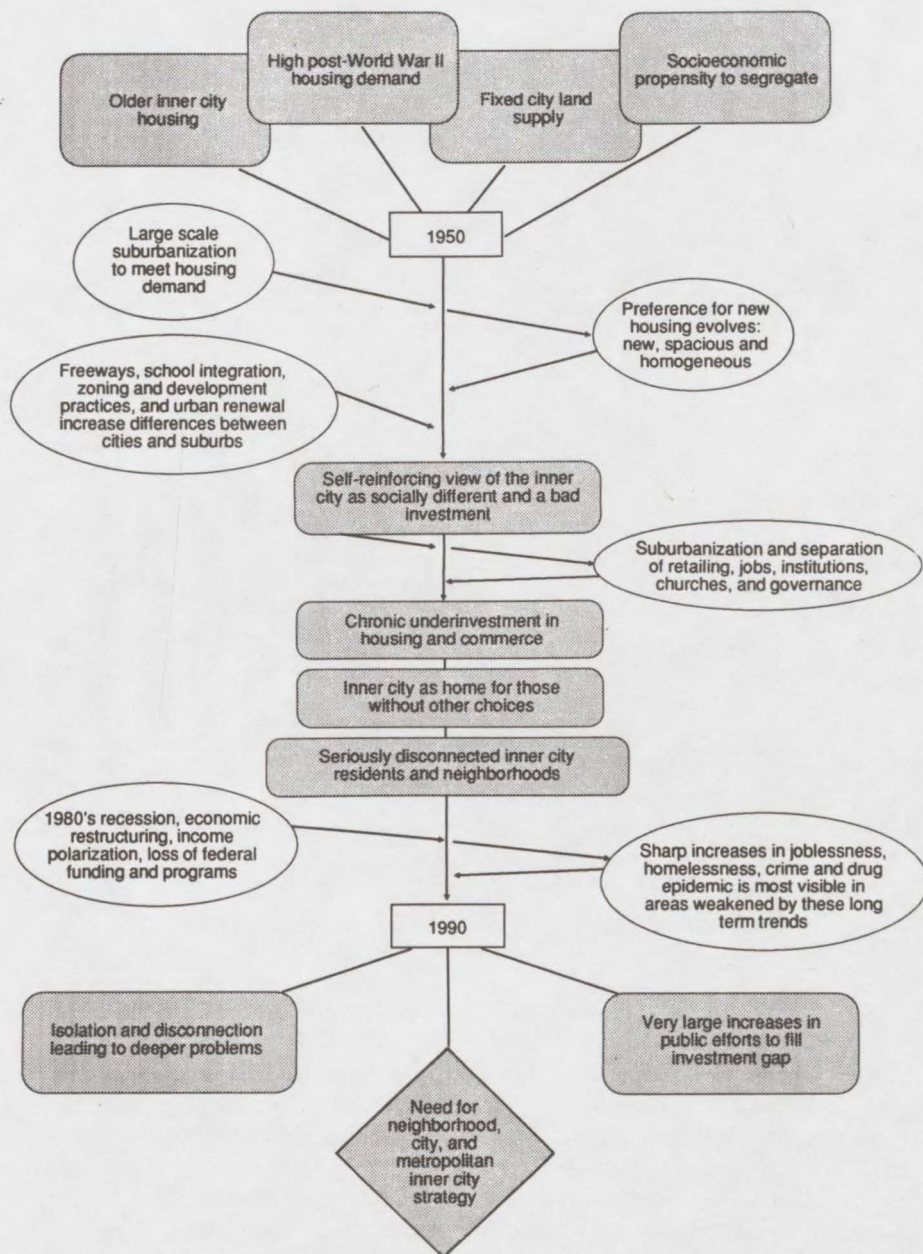 Older inner city
housing
High post-World War II
housing demand
Fixed city land
supply
Socioeconomic
propensity to segregate
1950
Large scale
suburbanization
to meet housing
demand
Preference for new
housing evolves:
new, spacious and
homogeneous
Freeways, school integration,
zoning and development
practices, and urban renewal
increase differences between
cities and suburbs
Self-reinforcing view of the inner
city as socially different and a bad
investment
Suburbanization and separation
of retailing, jobs, institutions,
churches, and governance
Chronic underinvestment in
housing and commerce
Inner city as home for those
without other choices
Seriously disconnected inner city
residents and neighborhoods
1980's recession, economic
restructuring, income
polarization, loss of federal
funding and programs
Sharp increases in joblessness,
homelessness, crime and drug
epidemic is most visible in
areas weakened by these long
term trends
1990
Isolation and disconnection
leading to deeper problems
Very large increases in
public efforts to fill
investment gap
Need for
neighborhood,
city, and
metropolitan
inner city
strategy